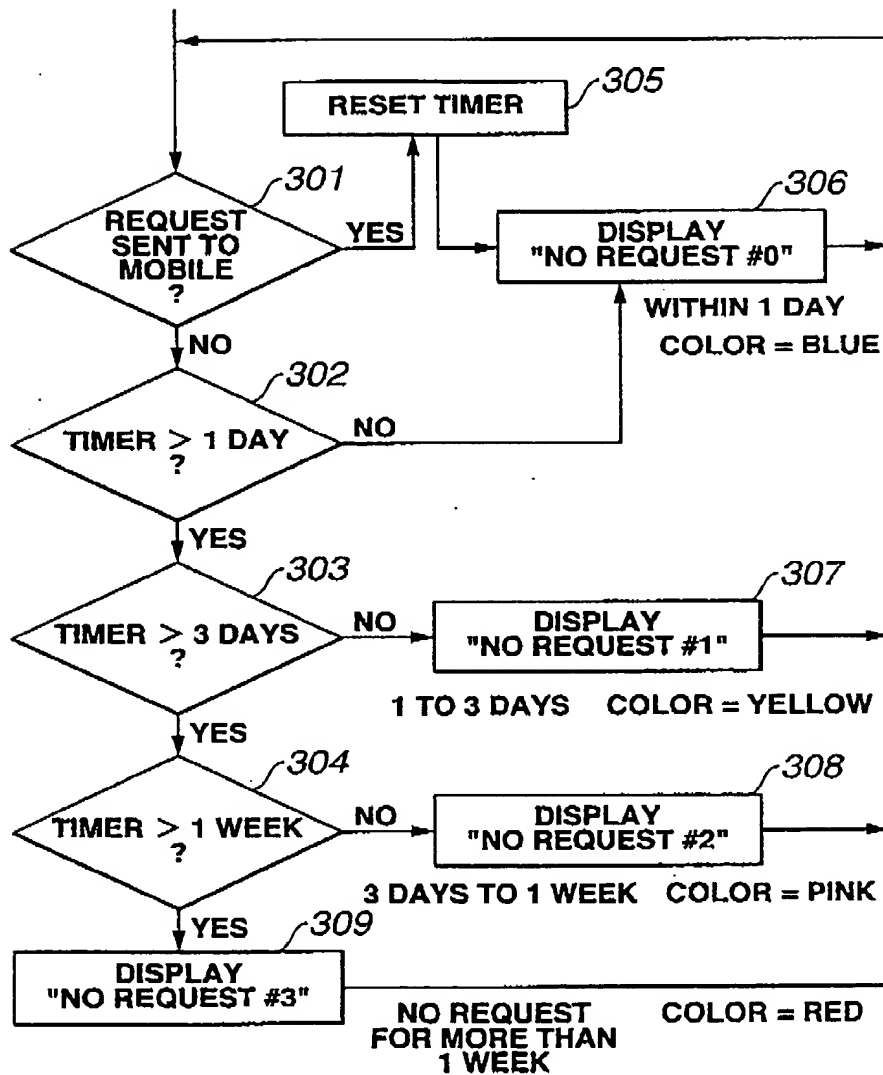 305
RESET TIMER
301
REQUEST
SENT TO
MOBILE
?
YES
306
DISPLAY
"NO REQUEST #0"
WITHIN 1 DAY
COLOR = BLUE
NO
302
TIMER > 1 DAY
?
NO
YES
303
TIMER > 3 DAYS
?
NO
307
DISPLAY
"NO REQUEST #1"
1 TO 3 DAYS COLOR = YELLOW
YES
304
TIMER > 1 WEEK
?
NO
308
DISPLAY
"NO REQUEST #2"
3 DAYS TO 1 WEEK COLOR = PINK
YES
309
DISPLAY
"NO REQUEST #3"
NO REQUEST
FOR MORE THAN
1 WEEK
COLOR = RED